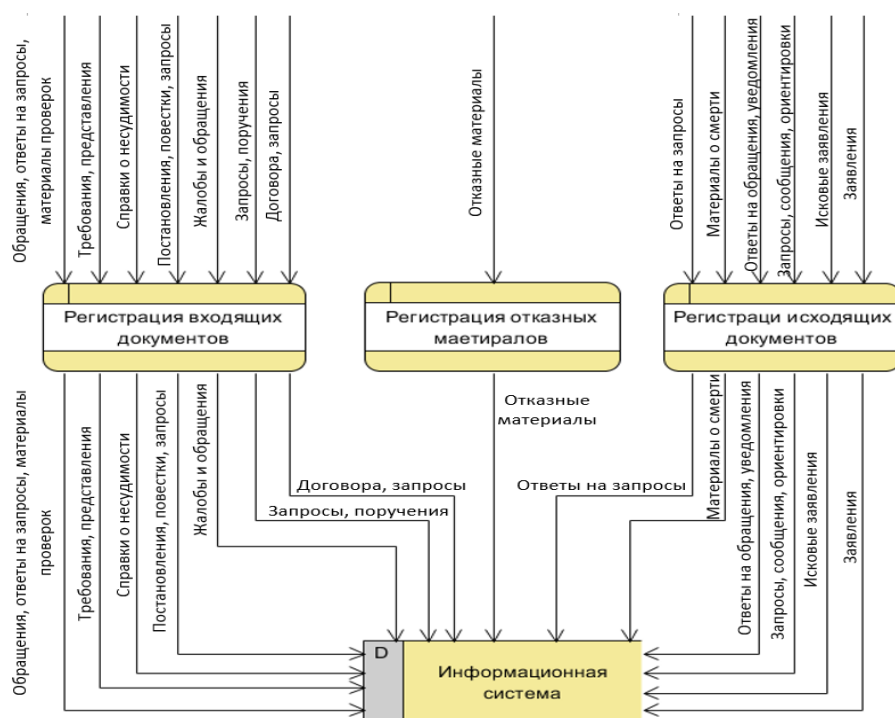 Обращения, ответы на запросы,
материалы проверок
Требования, представления
Справки о несудимости
Постановления, повестки, запросы
Жалобы и обращения
Запросы, поручения
Договора, запросы
Отказные материалы
Ответы на запросы
Материалы о смерти
Ответы на обращения, уведомления
Запросы, сообщения, ориентировки
Исковые заявления
Заявления
Регистрация входящих
документов
Регистрация отказных
маетиралов
Регистраци исходящих
документов
Обращения, ответы на запросы, материалы
проверок
Требования, представления
Справки о несудимости
Постановления, повестки, запросы
Жалобы и обращения
Договора, запросы
Запросы, поручения
Отказные
материалы
Ответы на запросы
Материалы о смерти
Ответы на обращения, уведомления
Запросы, сообщения, ориентировки
Исковые заявления
Заявления
D
Информационная
система